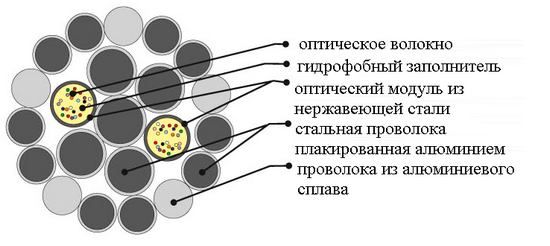 оптическое волокно
гидрофобный заполнитель
оптический модуль из
нержавеющей стали
стальная проволока
плакированная алюминием
проволока из алюминиевого
сплава